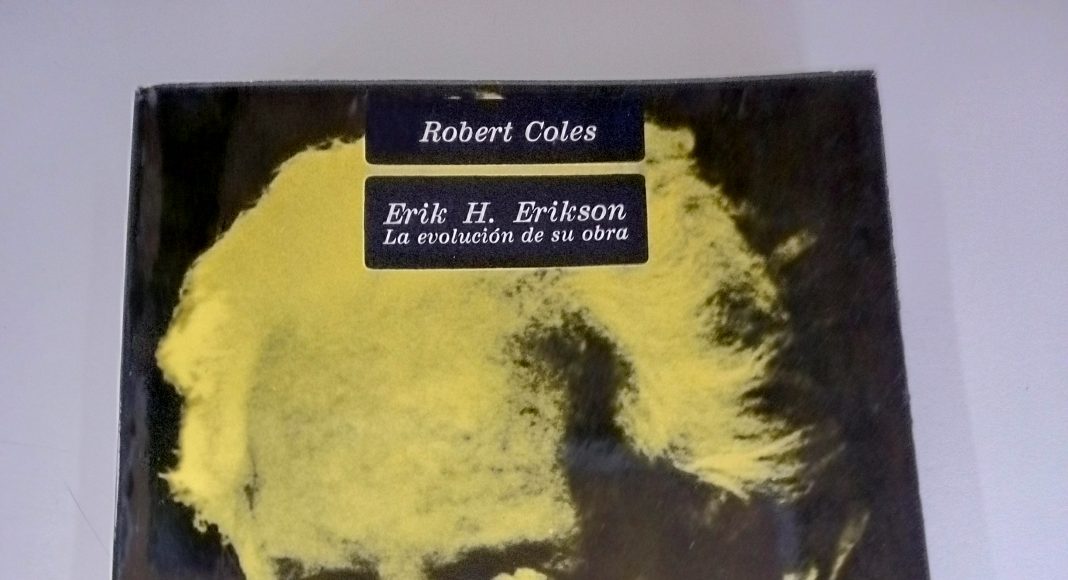 Robert Coles
Erik H. Erikson
La evolución de su obra